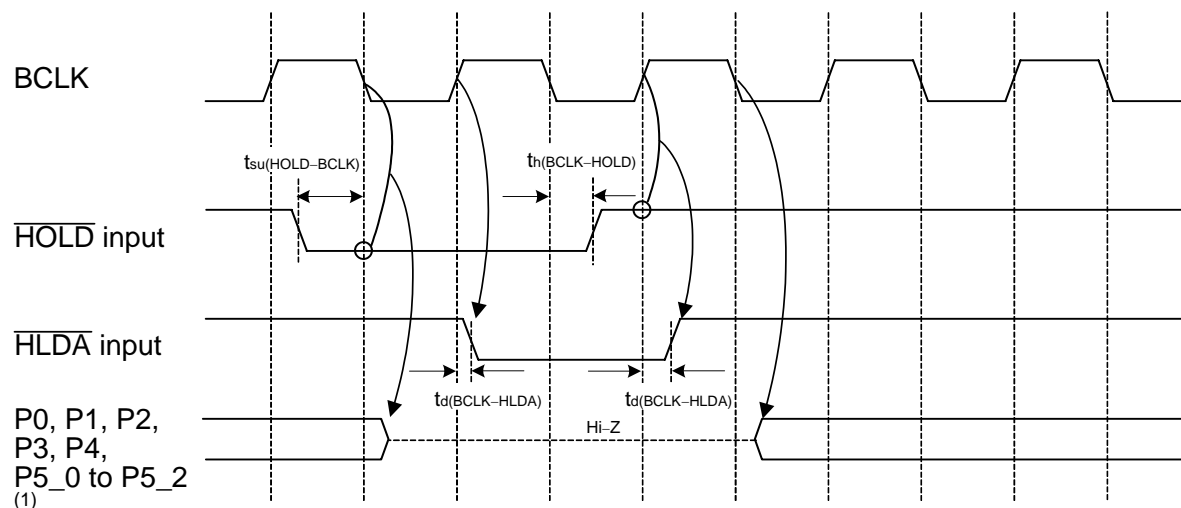 BCLK
tsu(HOLD–BCLK)
th(BCLK–HOLD)
HOLD input
HLDA input
td(BCLK–HLDA)
td(BCLK–HLDA)
Hi–Z
P0, P1, P2,
P3, P4,
P5_0 to P5_2
(1)